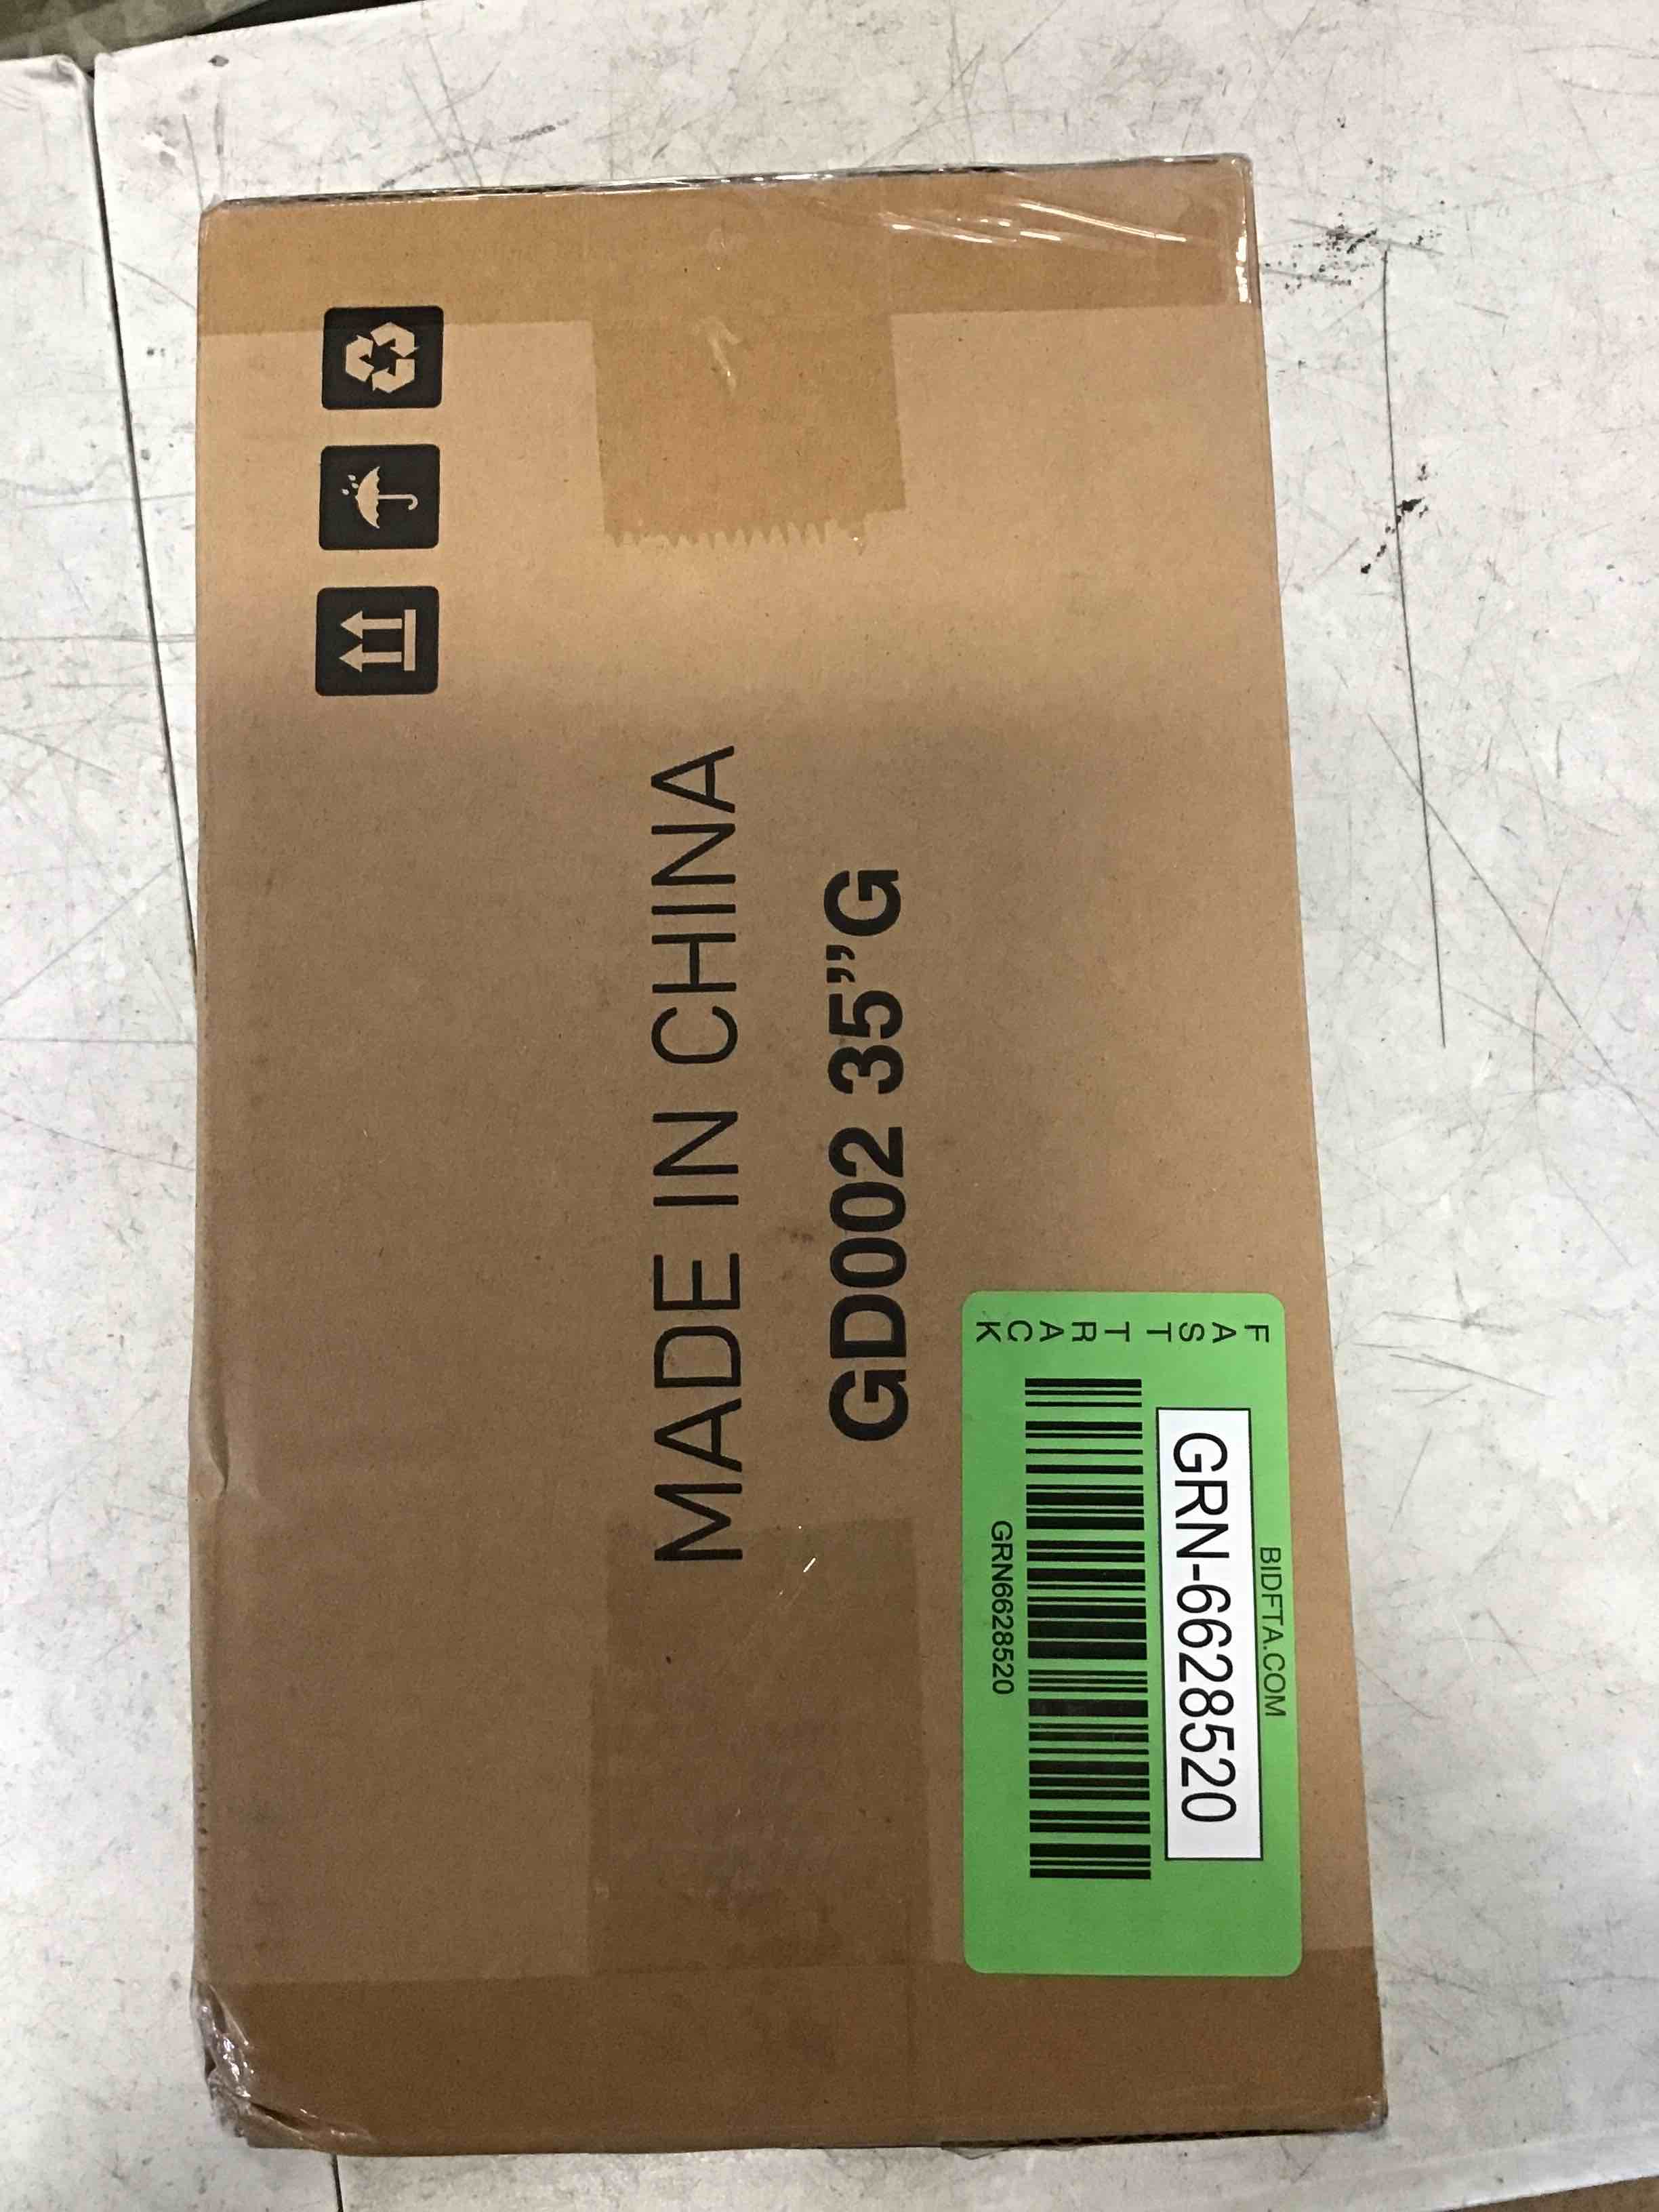 MADE IN CHINA
GD002 35”G
FAST TRACK
BIDFTA.COM
GRN-6628520
GRN6628520